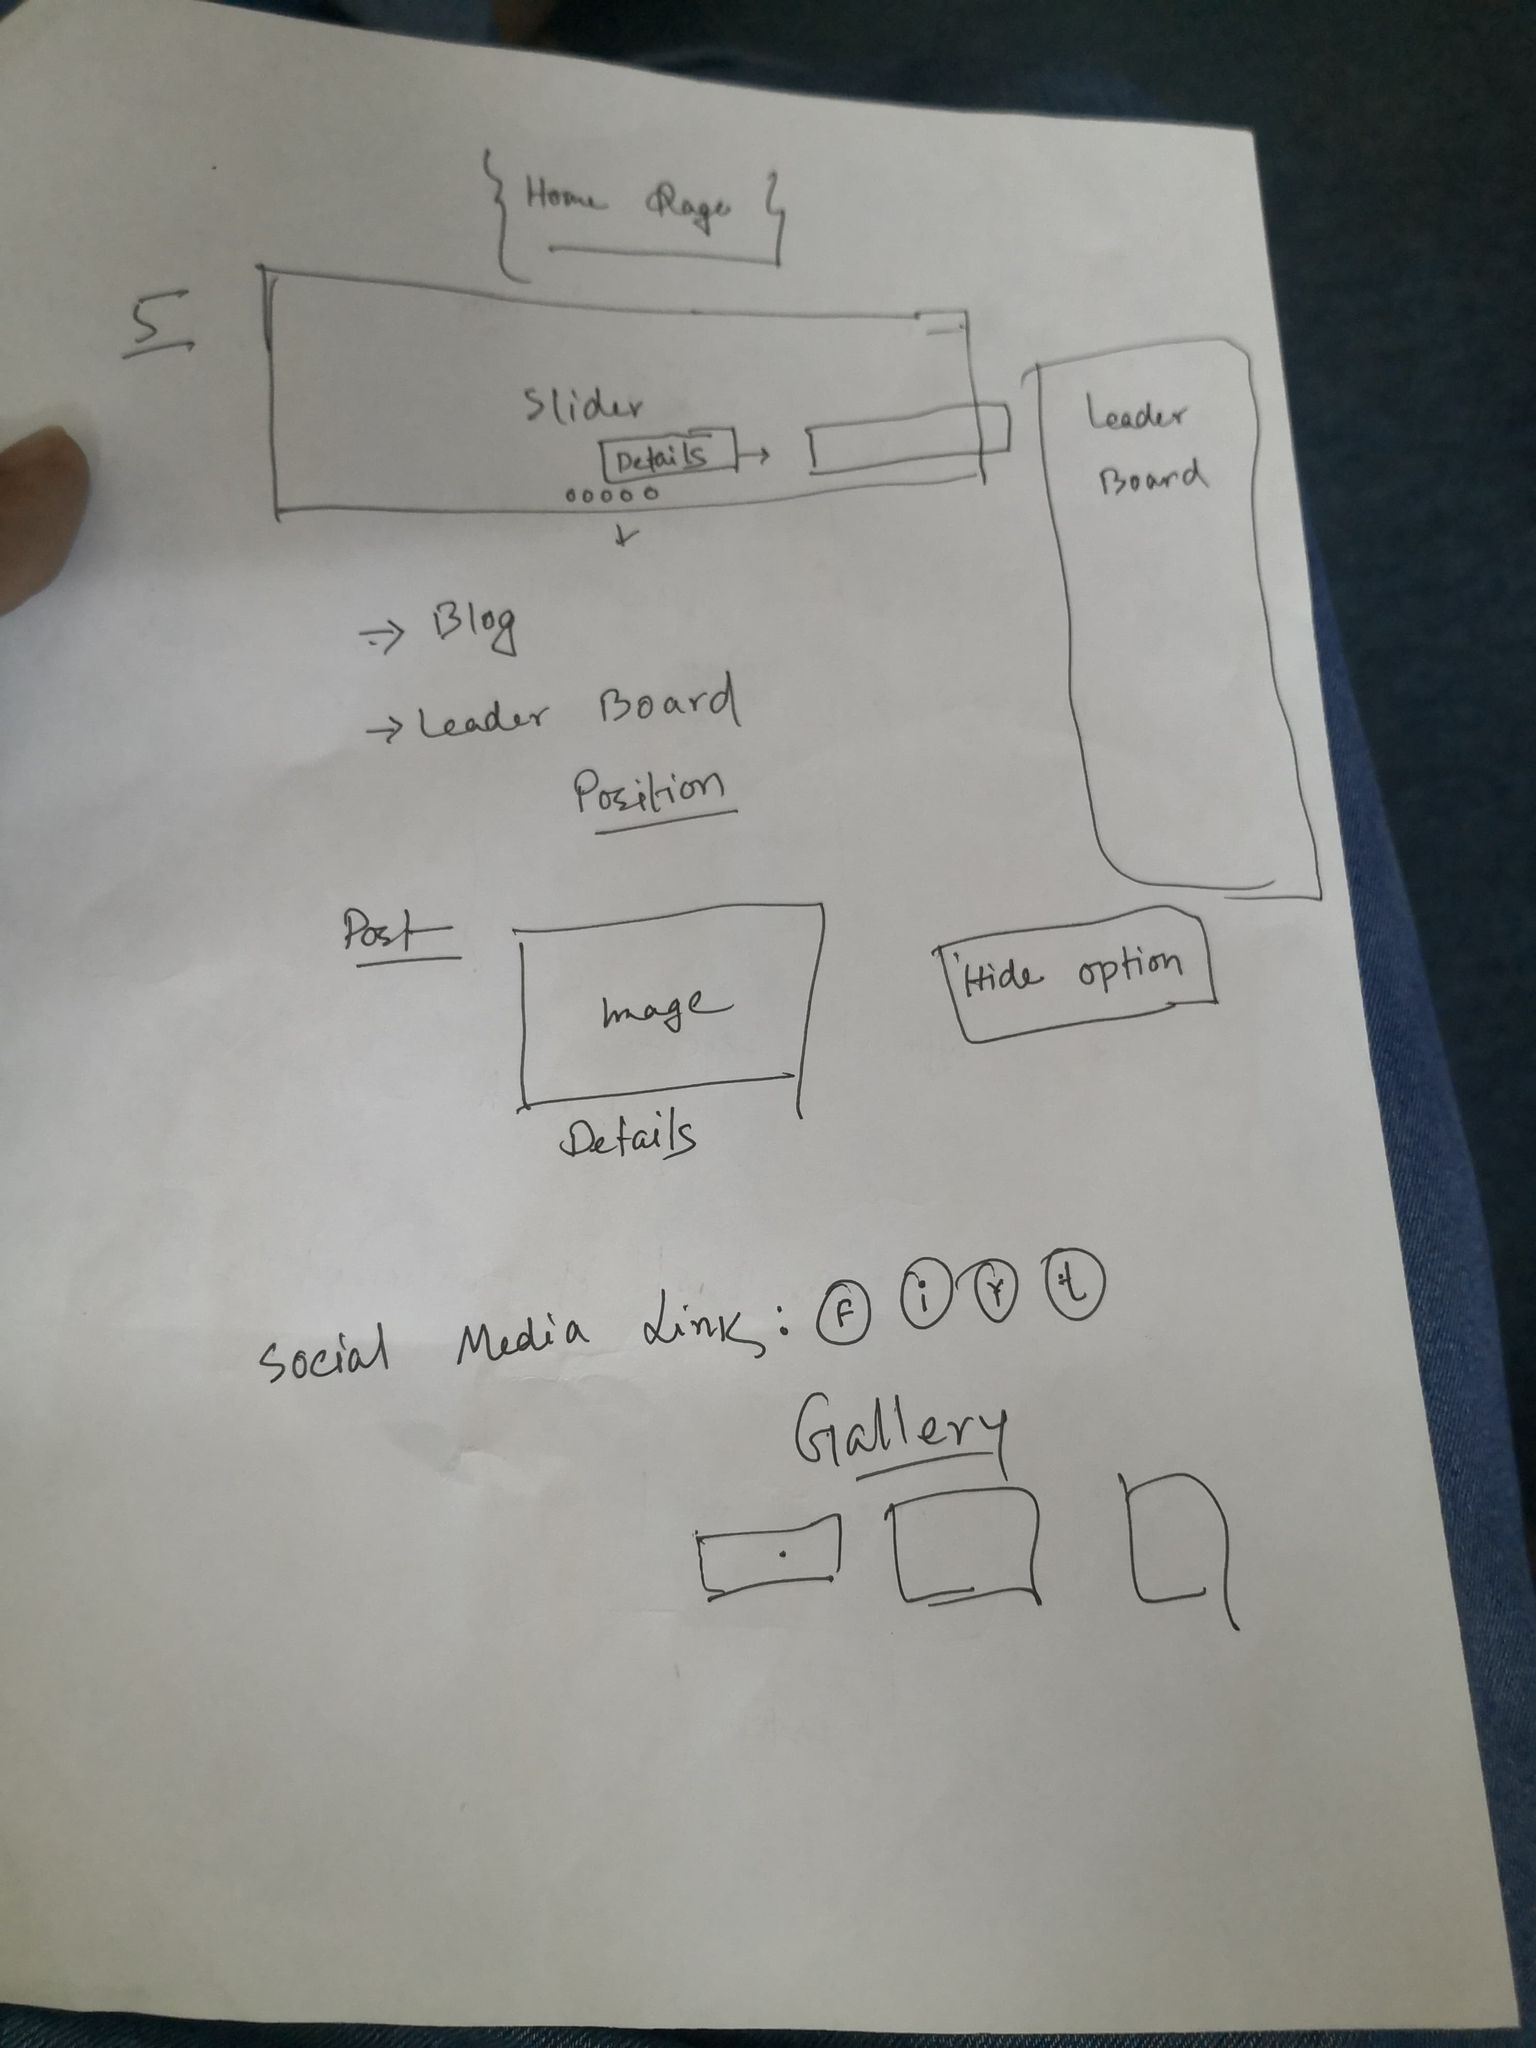 { Home Page }
5
Slider
Details →
Leader
Board
→ Blog
→ Leader Board
Position
Post
Image
Hide option
Details
Social Media Link: F i Y t
Gallery